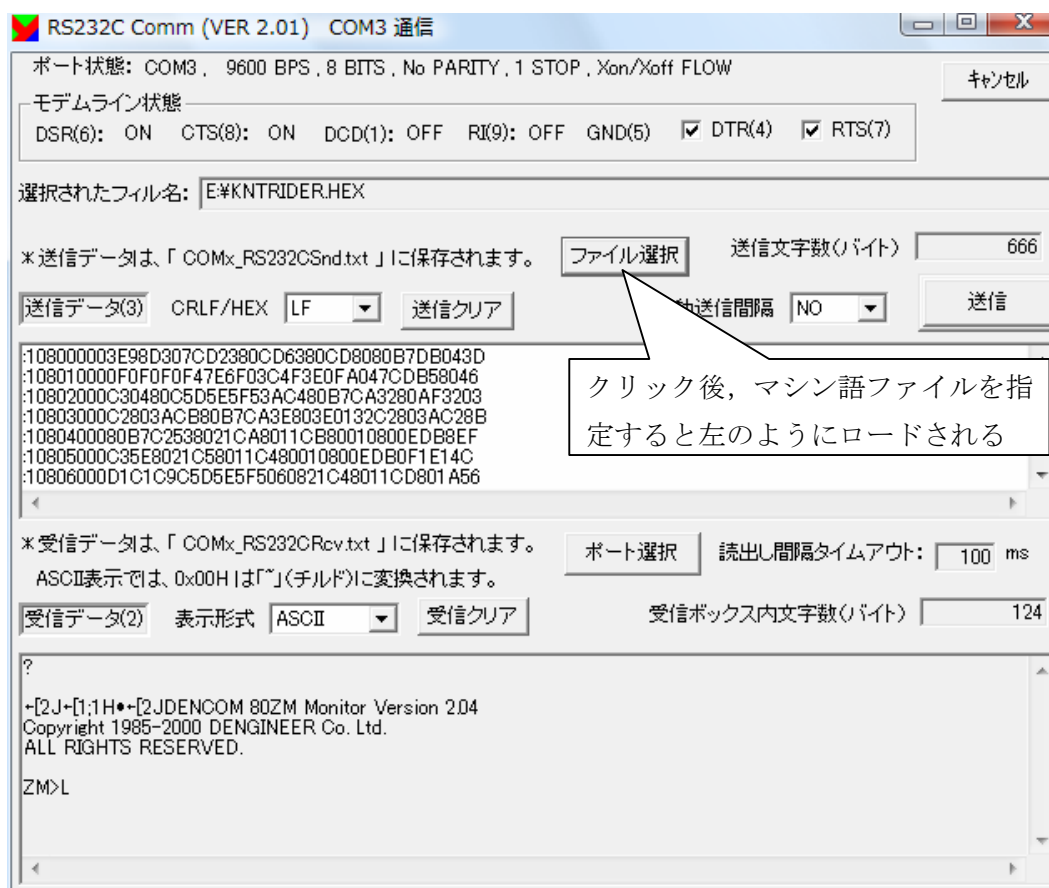 RS232C Comm (VER 2.01) COM3 通信
ポート状態: COM3 , 9600 BPS , 8 BITS , No PARITY , 1 STOP , Xon/Xoff FLOW
キャンセル
モデムライン状態
DSR(6): ON CTS(8): ON DCD(1): OFF RI(9): OFF GND(5) DTR(4) RTS(7)
選択されたフィル名: E:¥KNTRIDER.HEX
*送信データは、「 COMx_RS232CSnd.txt 」に保存されます。 ファイル選択 送信文字数(バイト) 666
送信データ(3) CRLF/HEX LF 送信クリア 送信間隔 NO 送信
:108000003E98D307CD2380CD6380CD8080B7DB043D
:108010000F0F0F0F47E6F03C4F3E0FA047CDB58046
:10802000C30480C5D5E5F53AC480B7CA3280AF3203
:10803000C2803ACB80B7CA3E803E0132C2803AC28B
:1080400080B7C2538021CA8011CB80010800EDB8EF
:10805000C35E8021C58011C480010800EDB0F1E14C
:10806000D1C1C9C5D5E5F5060821C48011CD801A56
クリック後，マシン語ファイルを指
定すると左のようにロードされる
*受信データは、「 COMx_RS232CRcv.txt 」に保存されます。 ポート選択 読出し間隔タイムアウト: 100 ms
ASCII表示では、0x00H は「~」(チルド)に変換されます。
受信データ(2) 表示形式 ASCII 受信クリア 受信ボックス内文字数(バイト) 124
?
←[2J←[1;1H•←[2JDENCOM 80ZM Monitor Version 2.04
Copyright 1985-2000 DENGINEER Co. Ltd.
ALL RIGHTS RESERVED.
ZM>L